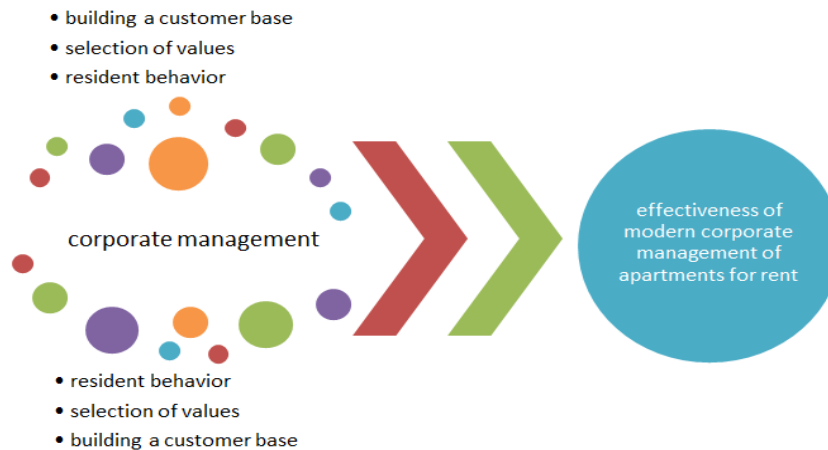 • building a customer base
• selection of values
• resident behavior
corporate management
effectiveness of
modern corporate
management of
apartments for rent
• resident behavior
• selection of values
• building a customer base